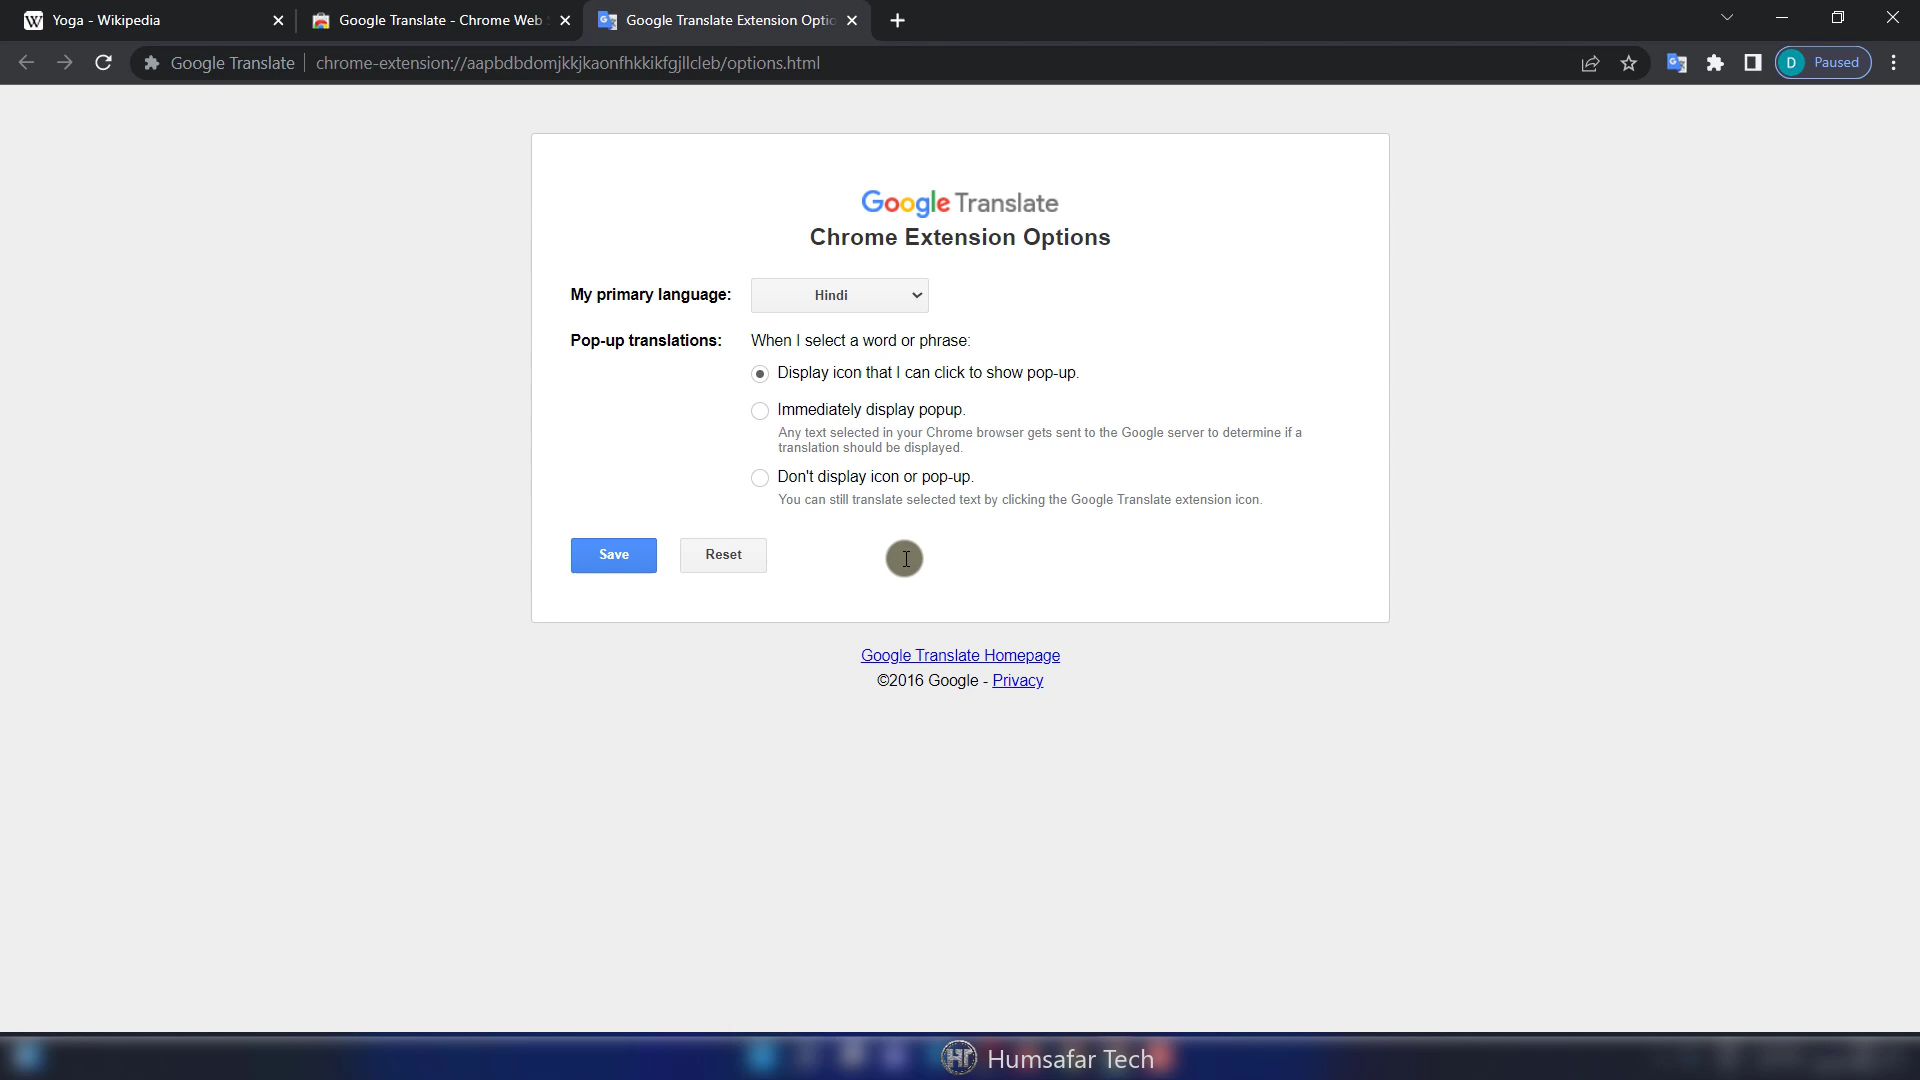 Yoga - Wikipedia
Google Translate - Chrome Web
Google Translate Extension Optio
Google Translate
chrome-extension://aapbdbdomjkkjkaonfhkkikfgjllcleb/options.html
D
Paused
Google Translate
Chrome Extension Options
My primary language:
Hindi
Pop-up translations:
When I select a word or phrase:
Display icon that I can click to show pop-up.
Immediately display popup.
Any text selected in your Chrome browser gets sent to the Google server to determine if a
translation should be displayed.
Don't display icon or pop-up.
You can still translate selected text by clicking the Google Translate extension icon.
Save
Reset
Google Translate Homepage
©2016 Google - Privacy
HT Humsafar Tech